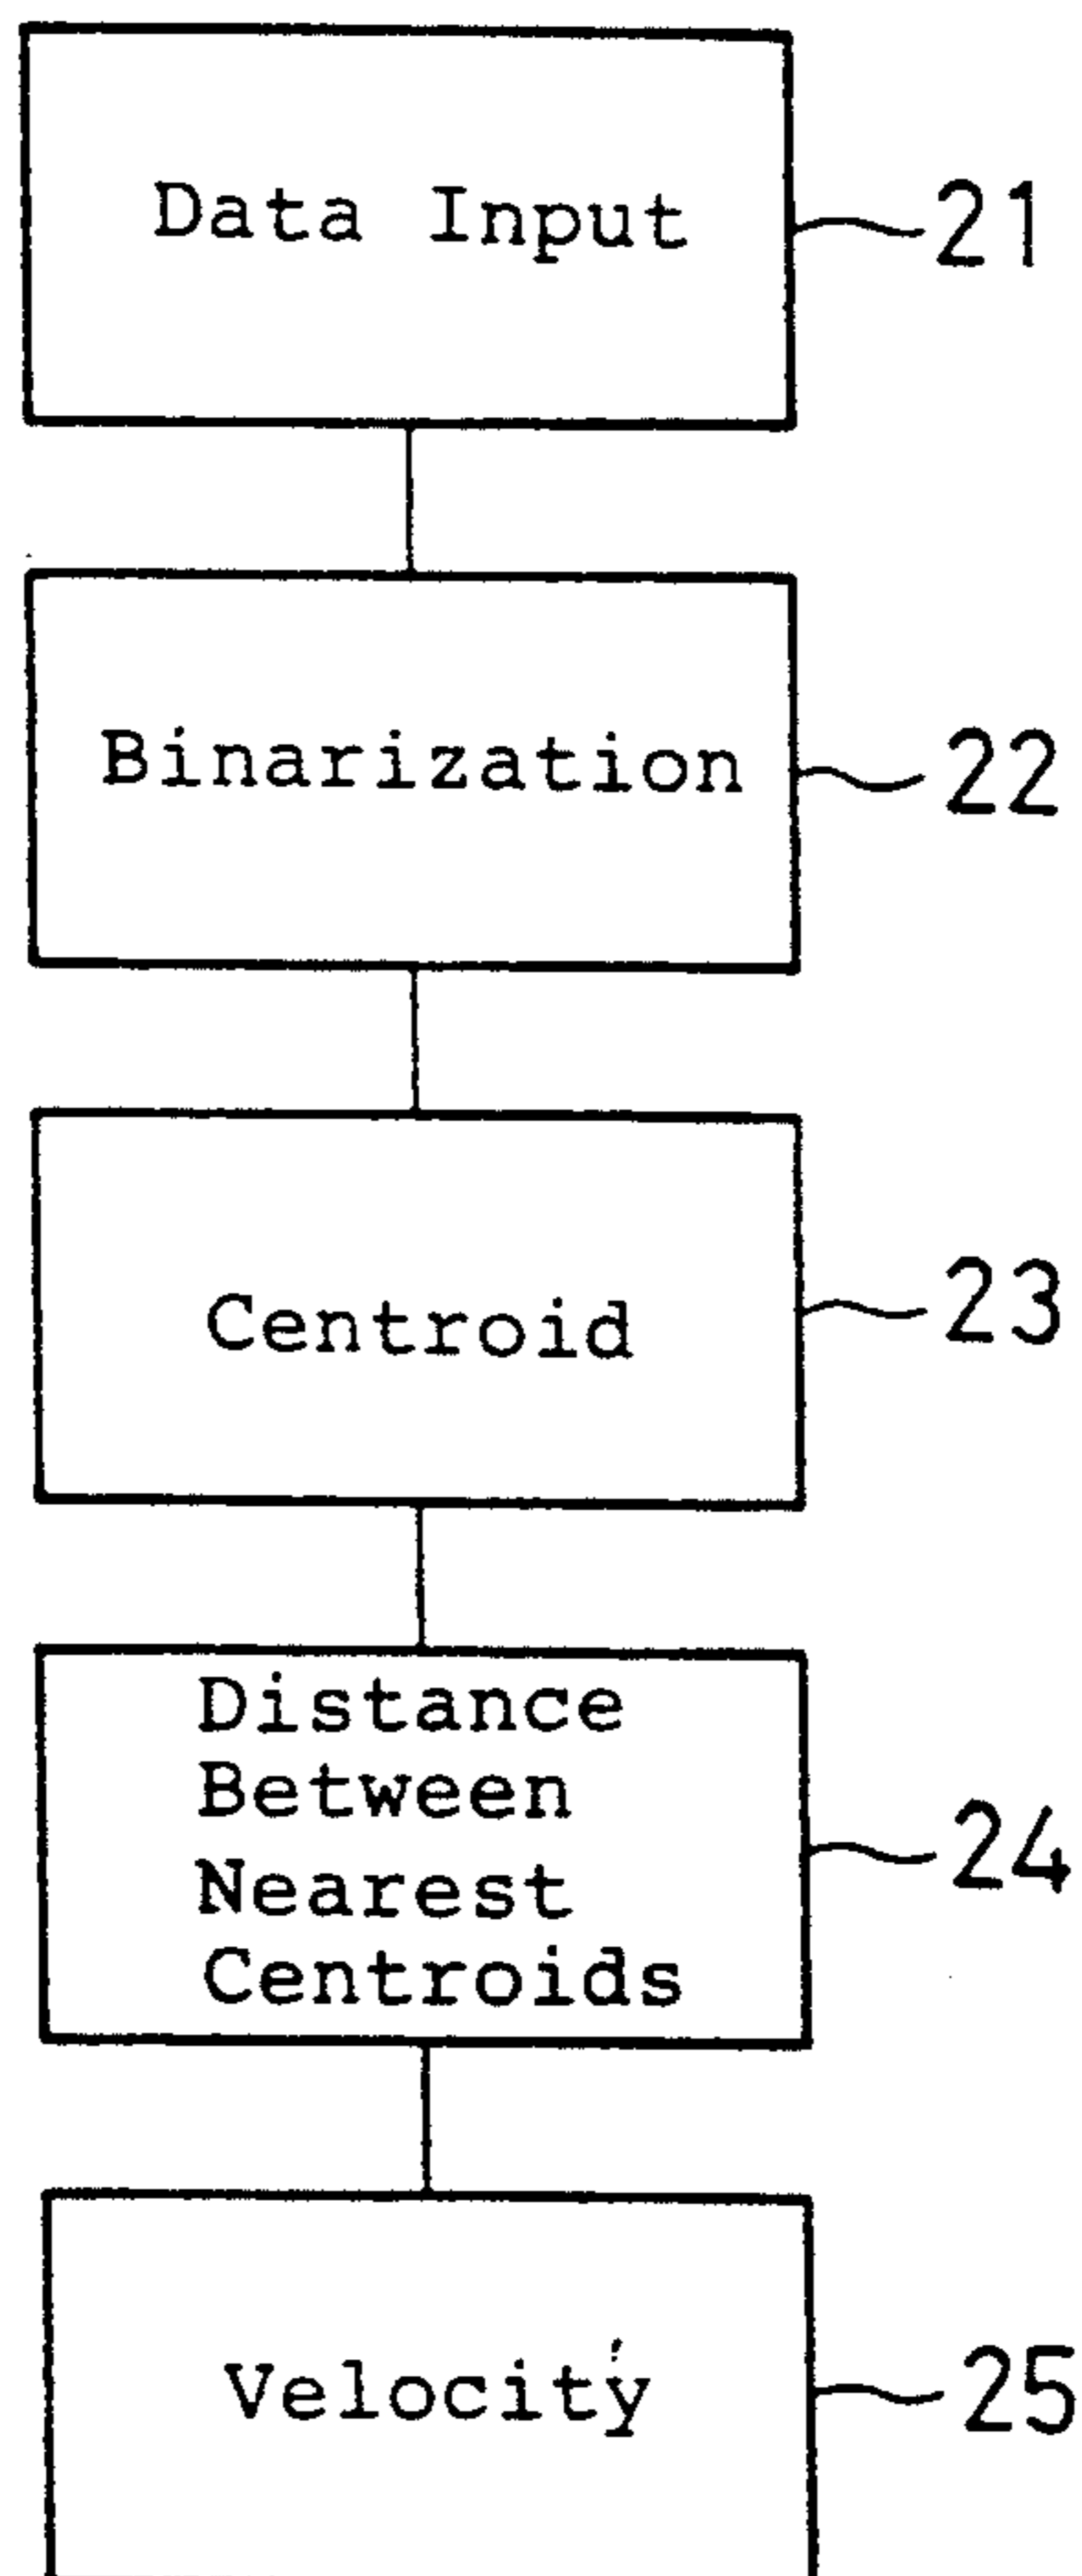 Data Input
21
Binarization
22
Centroid
23
Distance
Between
Nearest
Centroids
24
Velocity
25